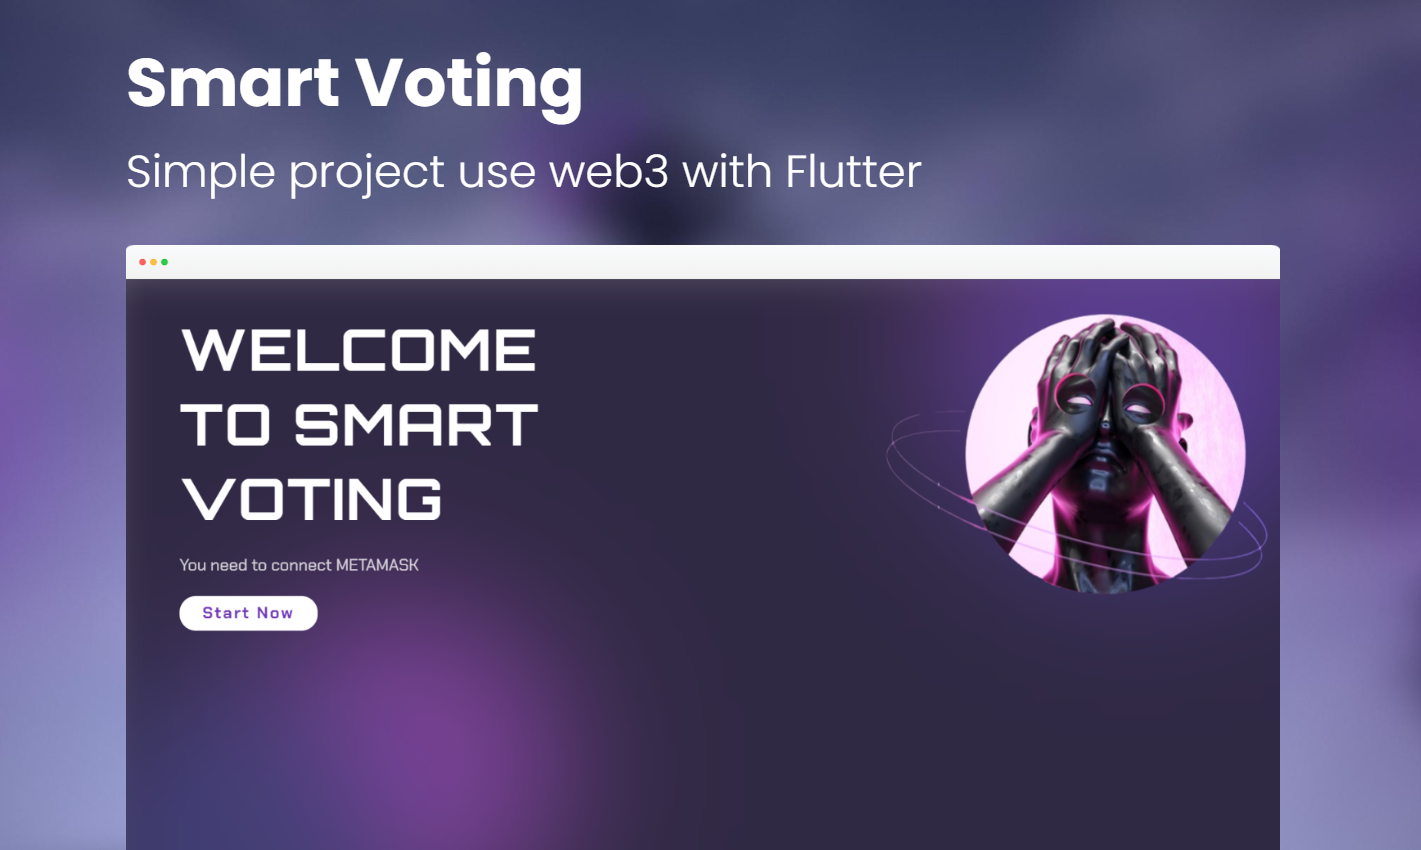 Smart Voting
Simple project use web3 with Flutter
WELCOME
TO SMART
VOTING
You need to connect METAMASK
Start Now